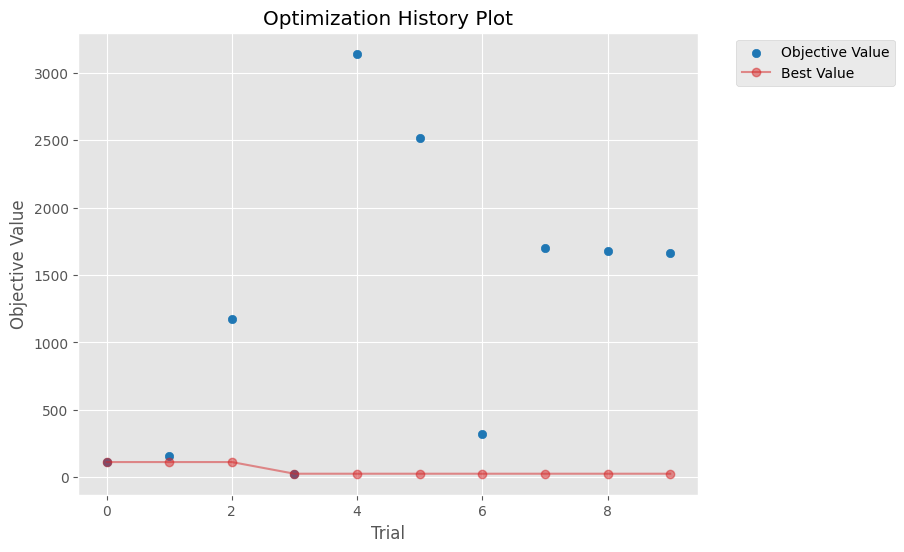 Optimization History Plot
Objective Value
Best Value
3000
2500
2000
1500
1000
500
0
Objective Value
0 2 4 6 8
Trial